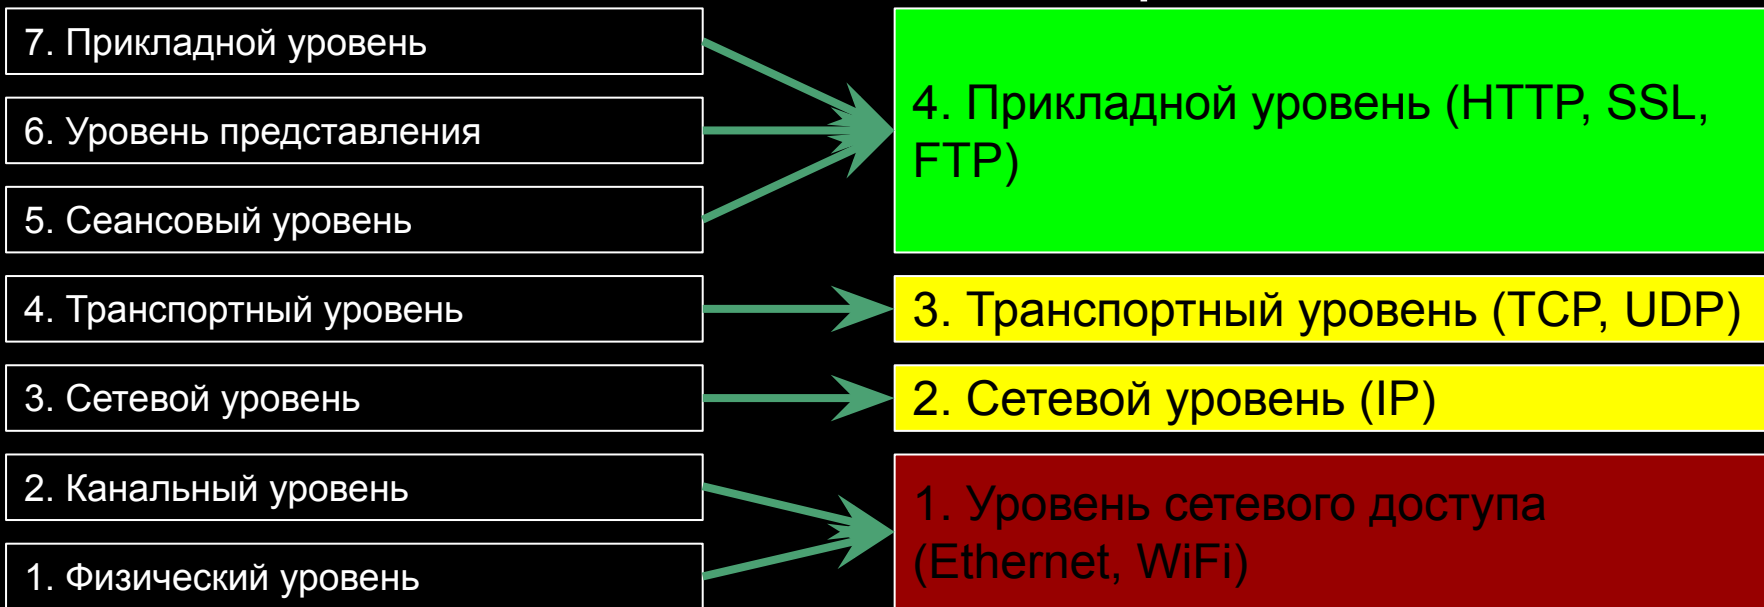 7. Прикладной уровень
6. Уровень представления
5. Сеансовый уровень
4. Транспортный уровень
3. Сетевой уровень
2. Канальный уровень
1. Физический уровень
4. Прикладной уровень (HTTP, SSL,
FTP)
3. Транспортный уровень (TCP, UDP)
2. Сетевой уровень (IP)
1. Уровень сетевого доступа
(Ethernet, WiFi)